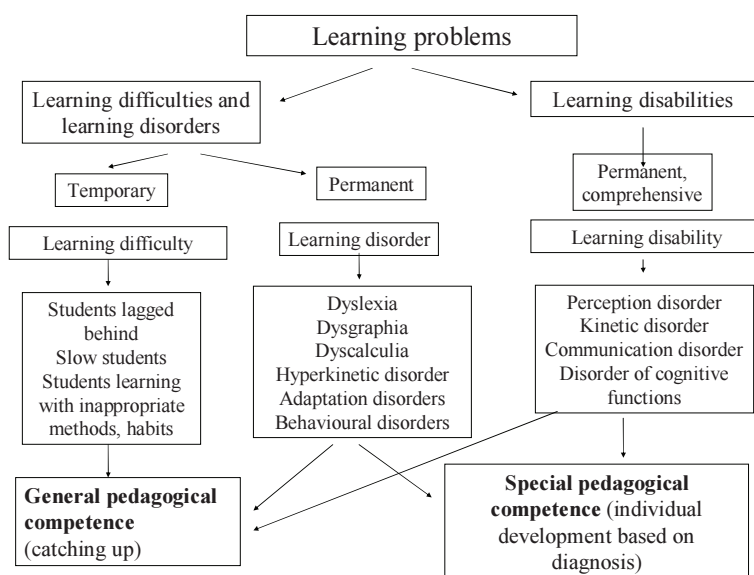 Learning problems
Learning difficulties and
learning disorders
Learning disabilities
Temporary
Permanent
Permanent,
comprehensive
Learning difficulty
Learning disorder
Learning disability
Students lagged
behind
Slow students
Students learning
with inappropriate
methods, habits
Dyslexia
Dysgraphia
Dyscalculia
Hyperkinetic disorder
Adaptation disorders
Behavioural disorders
Perception disorder
Kinetic disorder
Communication disorder
Disorder of cognitive
functions
General pedagogical
competence
(catching up)
Special pedagogical
competence (individual
development based on
diagnosis)